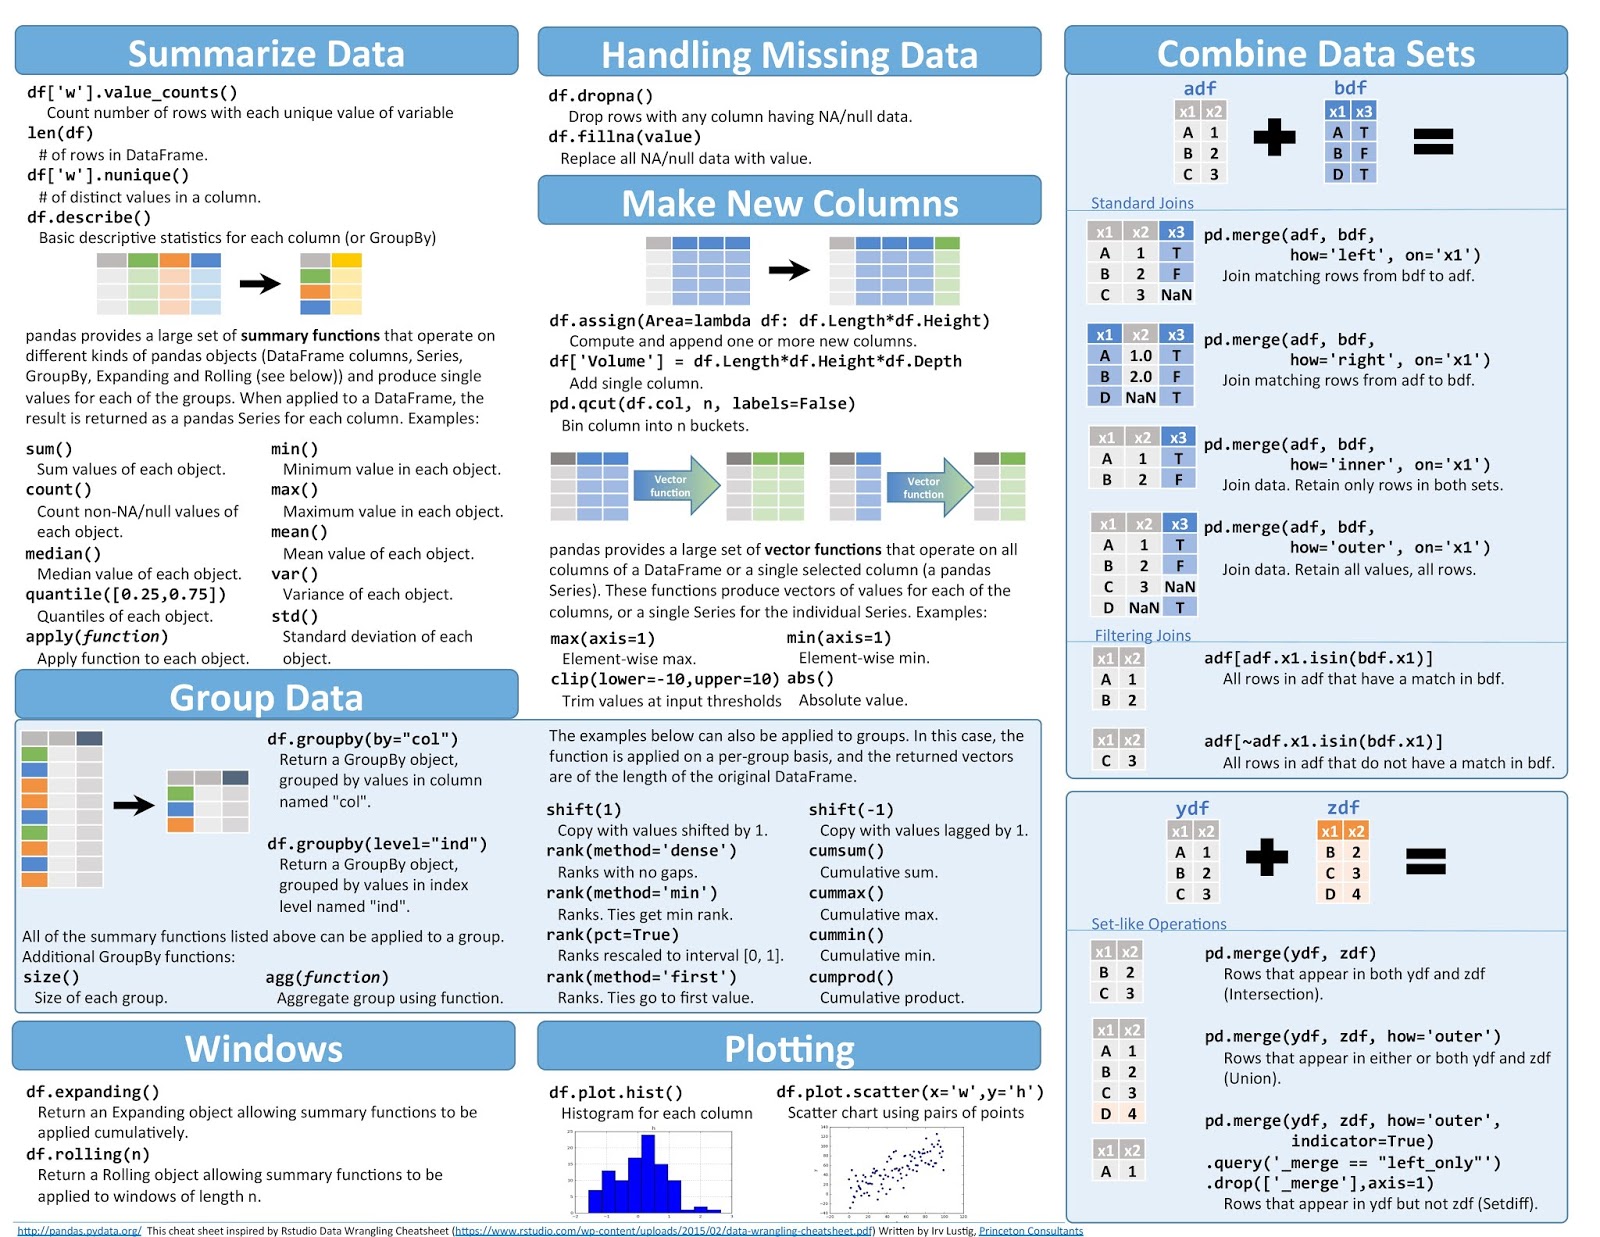 Summarize Data
df['w'].value_counts()
Count number of rows with each unique value of variable
len(df)
# of rows in DataFrame.
df['w'].nunique()
# of distinct values in a column.
df.describe()
Basic descriptive statistics for each column (or GroupBy)
pandas provides a large set of summary functions that operate on
different kinds of pandas objects (DataFrame columns, Series,
GroupBy, Expanding and Rolling (see below)) and produce single
values for each of the groups. When applied to a DataFrame, the
result is returned as a pandas Series for each column. Examples:
sum()
Sum values of each object.
count()
Count non-NA/null values of
each object.
median()
Median value of each object.
quantile([0.25,0.75])
Quantiles of each object.
apply(function)
Apply function to each object.
min()
Minimum value in each object.
max()
Maximum value in each object.
mean()
Mean value of each object.
var()
Variance of each object.
std()
Standard deviation of each
object.
Group Data
df.groupby(by="col")
Return a GroupBy object,
grouped by values in column
named "col".
df.groupby(level="ind")
Return a GroupBy object,
grouped by values in index
level named "ind".
All of the summary functions listed above can be applied to a group.
Additional GroupBy functions:
size()
Size of each group.
agg(function)
Aggregate group using function.
Windows
df.expanding()
Return an Expanding object allowing summary functions to be
applied cumulatively.
df.rolling(n)
Return a Rolling object allowing summary functions to be
applied to windows of length n.
Handling Missing Data
df.dropna()
Drop rows with any column having NA/null data.
df.fillna(value)
Replace all NA/null data with value.
Make New Columns
df.assign(Area=lambda df: df.Length*df.Height)
Compute and append one or more new columns.
df['Volume'] = df.Length*df.Height*df.Depth
Add single column.
pd.qcut(df.col, n, labels=False)
Bin column into n buckets.
Vector
function
Vector
function
pandas provides a large set of vector functions that operate on all
columns of a DataFrame or a single selected column (a pandas
Series). These functions produce vectors of values for each of the
columns, or a single Series for the individual Series. Examples:
max(axis=1)
Element-wise max.
clip(lower=-10,upper=10)
Trim values at input thresholds
min(axis=1)
Element-wise min.
abs()
Absolute value.
The examples below can also be applied to groups. In this case, the
function is applied on a per-group basis, and the returned vectors
are of the length of the original DataFrame.
shift(1)
Copy with values shifted by 1.
rank(method='dense')
Ranks with no gaps.
rank(method='min')
Ranks. Ties get min rank.
rank(pct=True)
Ranks rescaled to interval [0, 1].
rank(method='first')
Ranks. Ties go to first value.
shift(-1)
Copy with values lagged by 1.
cumsum()
Cumulative sum.
cummax()
Cumulative max.
cummin()
Cumulative min.
cumprod()
Cumulative product.
Plotting
df.plot.hist()
Histogram for each column
df.plot.scatter(x='w',y='h')
Scatter chart using pairs of points
Combine Data Sets
adf
x1 x2
A 1
B 2
C 3
bdf
x1 x3
A T
B F
D T
Standard Joins
x1 x2 x3
A 1 T
B 2 F
C 3 NaN
pd.merge(adf, bdf,
how='left', on='x1')
Join matching rows from bdf to adf.
x1 x2 x3
A 1.0 T
B 2.0 F
D NaN T
pd.merge(adf, bdf,
how='right', on='x1')
Join matching rows from adf to bdf.
x1 x2 x3
A 1 T
B 2 F
pd.merge(adf, bdf,
how='inner', on='x1')
Join data. Retain only rows in both sets.
x1 x2 x3
A 1 T
B 2 F
C 3 NaN
D NaN T
pd.merge(adf, bdf,
how='outer', on='x1')
Join data. Retain all values, all rows.
Filtering Joins
x1 x2
A 1
B 2
adf[adf.x1.isin(bdf.x1)]
All rows in adf that have a match in bdf.
x1 x2
C 3
adf[~adf.x1.isin(bdf.x1)]
All rows in adf that do not have a match in bdf.
ydf
x1 x2
A 1
B 2
C 3
zdf
x1 x2
B 2
C 3
D 4
Set-like Operations
x1 x2
B 2
C 3
pd.merge(ydf, zdf)
Rows that appear in both ydf and zdf
(Intersection).
x1 x2
A 1
B 2
C 3
D 4
pd.merge(ydf, zdf, how='outer')
Rows that appear in either or both ydf and zdf
(Union).
x1 x2
A 1
pd.merge(ydf, zdf, how='outer',
indicator=True)
.query('_merge == "left_only"')
.drop(['_merge'],axis=1)
Rows that appear in ydf but not zdf (Setdiff).
http://pandas.pydata.org/ This cheat sheet inspired by Rstudio Data Wrangling Cheatsheet (https://www.rstudio.com/wp-content/uploads/2015/02/data-wrangling-cheatsheet.pdf) Written by Irv Lustig, Princeton Consultants